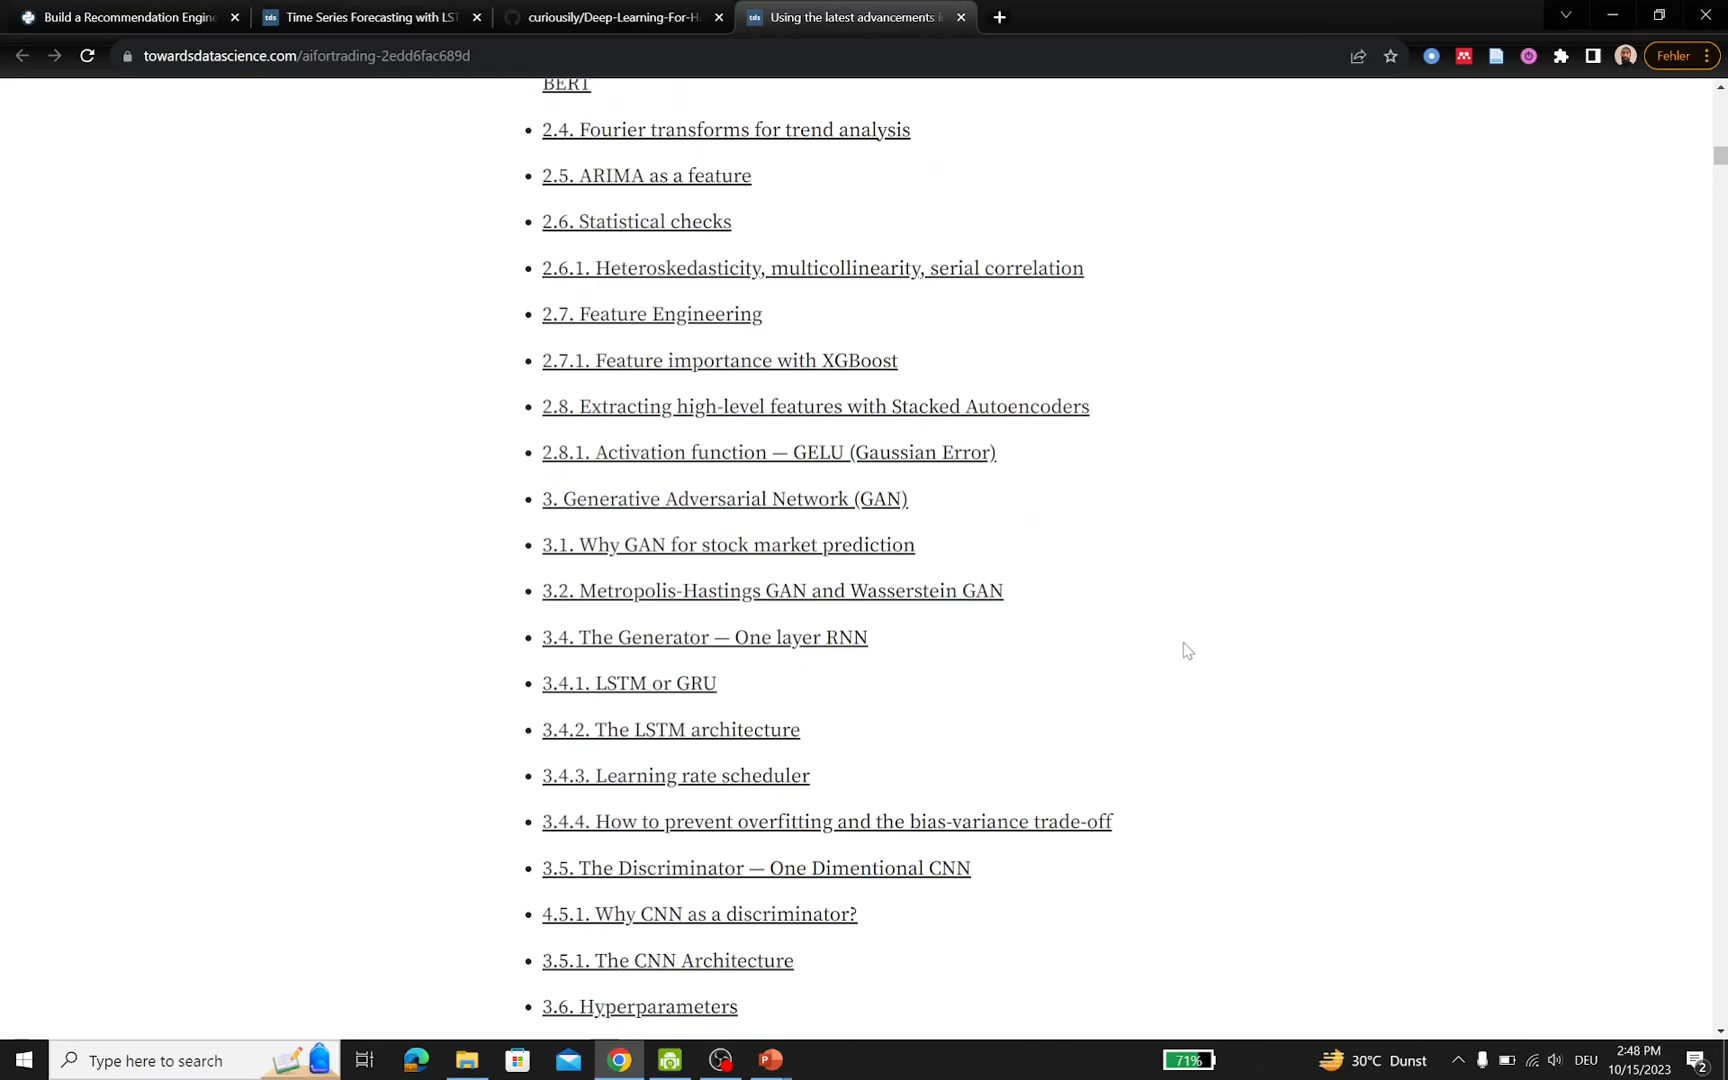 Build a Recommendation Engine
Time Series Forecasting with LST
curiousily/Deep-Learning-For-Ha
Using the latest advancements in
towardsdatascience.com/aifortrading-2edd6fac689d
Fehler
BERT
2.4. Fourier transforms for trend analysis
2.5. ARIMA as a feature
2.6. Statistical checks
2.6.1. Heteroskedasticity, multicollinearity, serial correlation
2.7. Feature Engineering
2.7.1. Feature importance with XGBoost
2.8. Extracting high-level features with Stacked Autoencoders
2.8.1. Activation function — GELU (Gaussian Error)
3. Generative Adversarial Network (GAN)
3.1. Why GAN for stock market prediction
3.2. Metropolis-Hastings GAN and Wasserstein GAN
3.4. The Generator — One layer RNN
3.4.1. LSTM or GRU
3.4.2. The LSTM architecture
3.4.3. Learning rate scheduler
3.4.4. How to prevent overfitting and the bias-variance trade-off
3.5. The Discriminator — One Dimentional CNN
4.5.1. Why CNN as a discriminator?
3.5.1. The CNN Architecture
3.6. Hyperparameters
Type here to search
71%
30°C Dunst
DEU
2:48 PM
10/15/2023
2